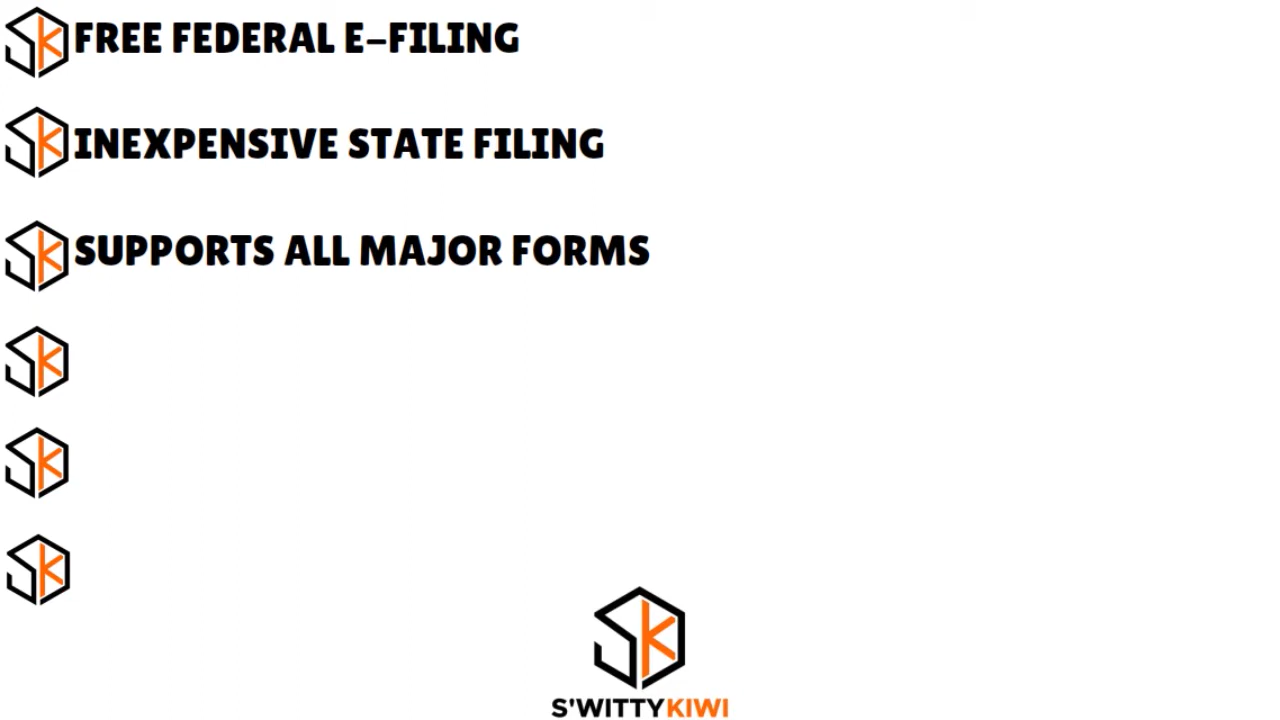 FREE FEDERAL E-FILING
INEXPENSIVE STATE FILING
SUPPORTS ALL MAJOR FORMS
S'WITTYKIWI